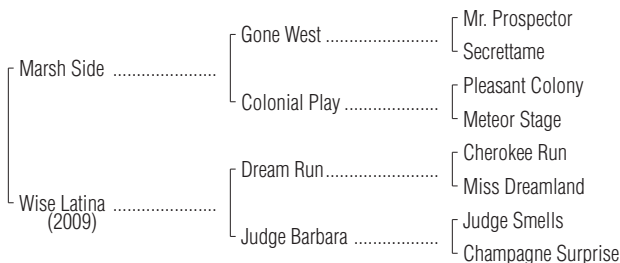 Mr. Prospector
Gone West ..........................
Secrettame
Marsh Side ........................
Pleasant Colony
Colonial Play ......................
Meteor Stage
Cherokee Run
Dream Run..........................
Miss Dreamland
Wise Latina ........................
(2009)
Judge Smells
Judge Barbara ....................
Champagne Surprise